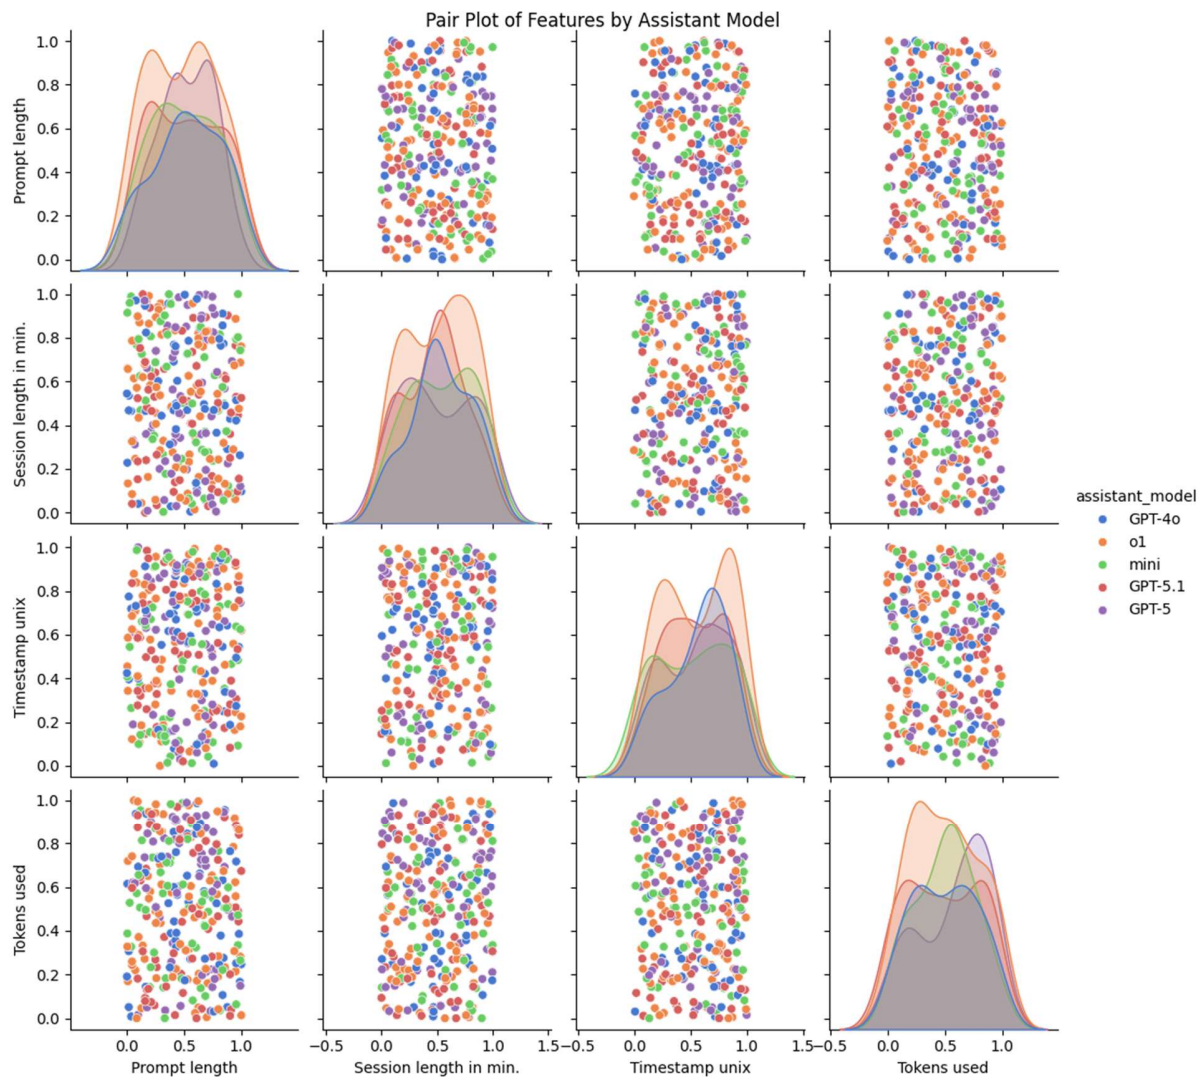 Pair Plot of Features by Assistant Model
1.0
0.8
0.6
0.4
0.2
0.0
Prompt length
1.0
0.8
0.6
0.4
0.2
0.0
Session length in min.
assistant_model
GPT-4o
o1
mini
GPT-5.1
GPT-5
1.0
0.8
0.6
0.4
0.2
0.0
Timestamp unix
1.0
0.8
0.6
0.4
0.2
0.0
Tokens used
0.0 0.5 1.0
−0.5 0.0 0.5 1.0 1.5
−0.5 0.0 0.5 1.0 1.5
−0.5 0.0 0.5 1.0
Prompt length
Session length in min.
Timestamp unix
Tokens used